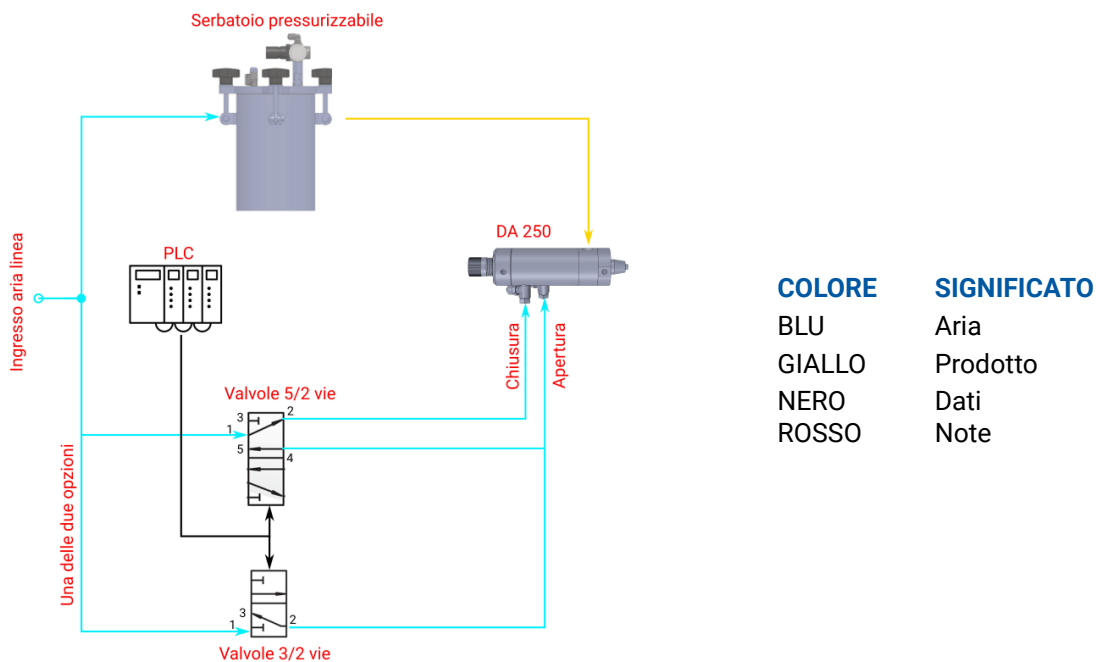 Serbatoio pressurizzabile
Ingresso aria linea
PLC
DA 250
Chiusura
Apertura
Valvole 5/2 vie
3
2
1
5
4
Una delle due opzioni
3
1
2
Valvole 3/2 vie
COLORE SIGNIFICATO
BLU Aria
GIALLO Prodotto
NERO Dati
ROSSO Note